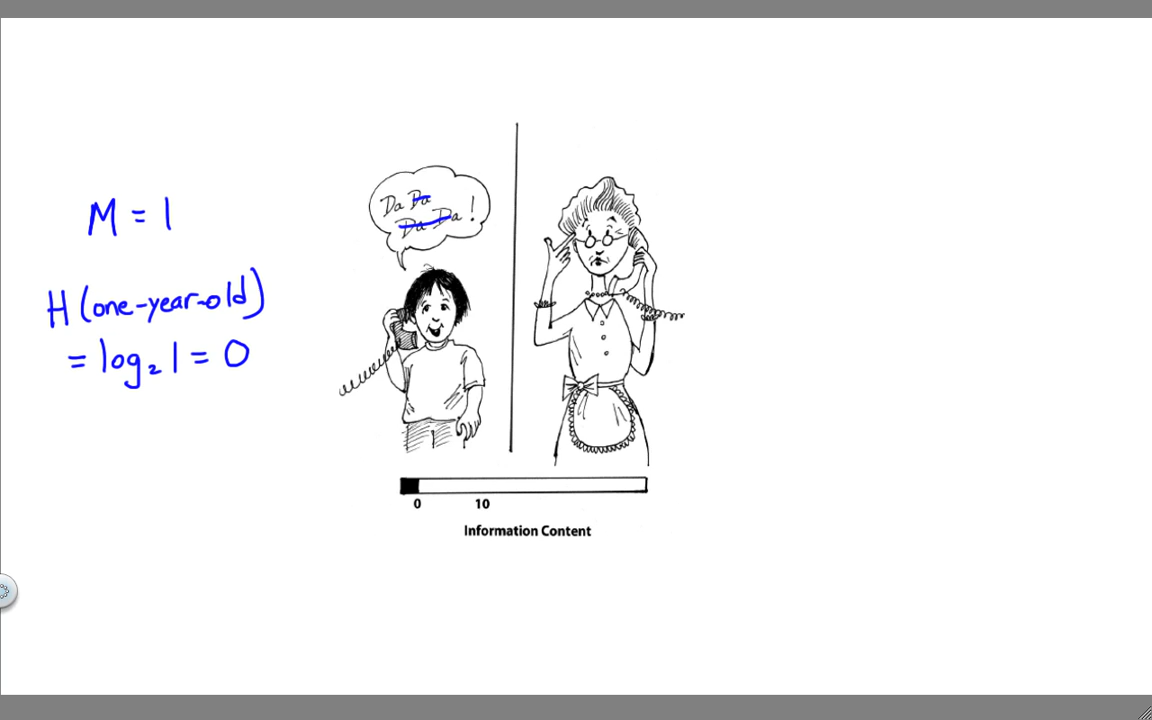 M = 1
H (one-year-old)
= log₂ 1 = 0
Da Da
Da Da!
0 10
Information Content